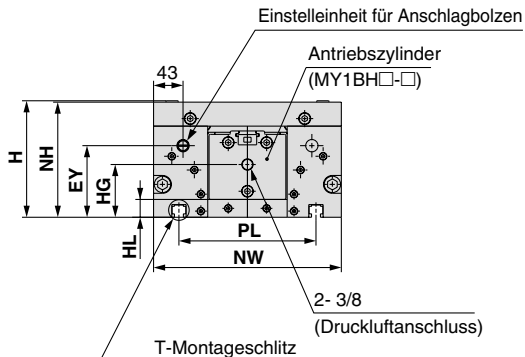 Einstelleinheit für Anschlagbolzen
Antriebszylinder
(MY1BH□-□)
43
H
NH
EY
HG
HL
PL
NW
2- 3/8
(Druckluftanschluss)
T-Montageschlitz